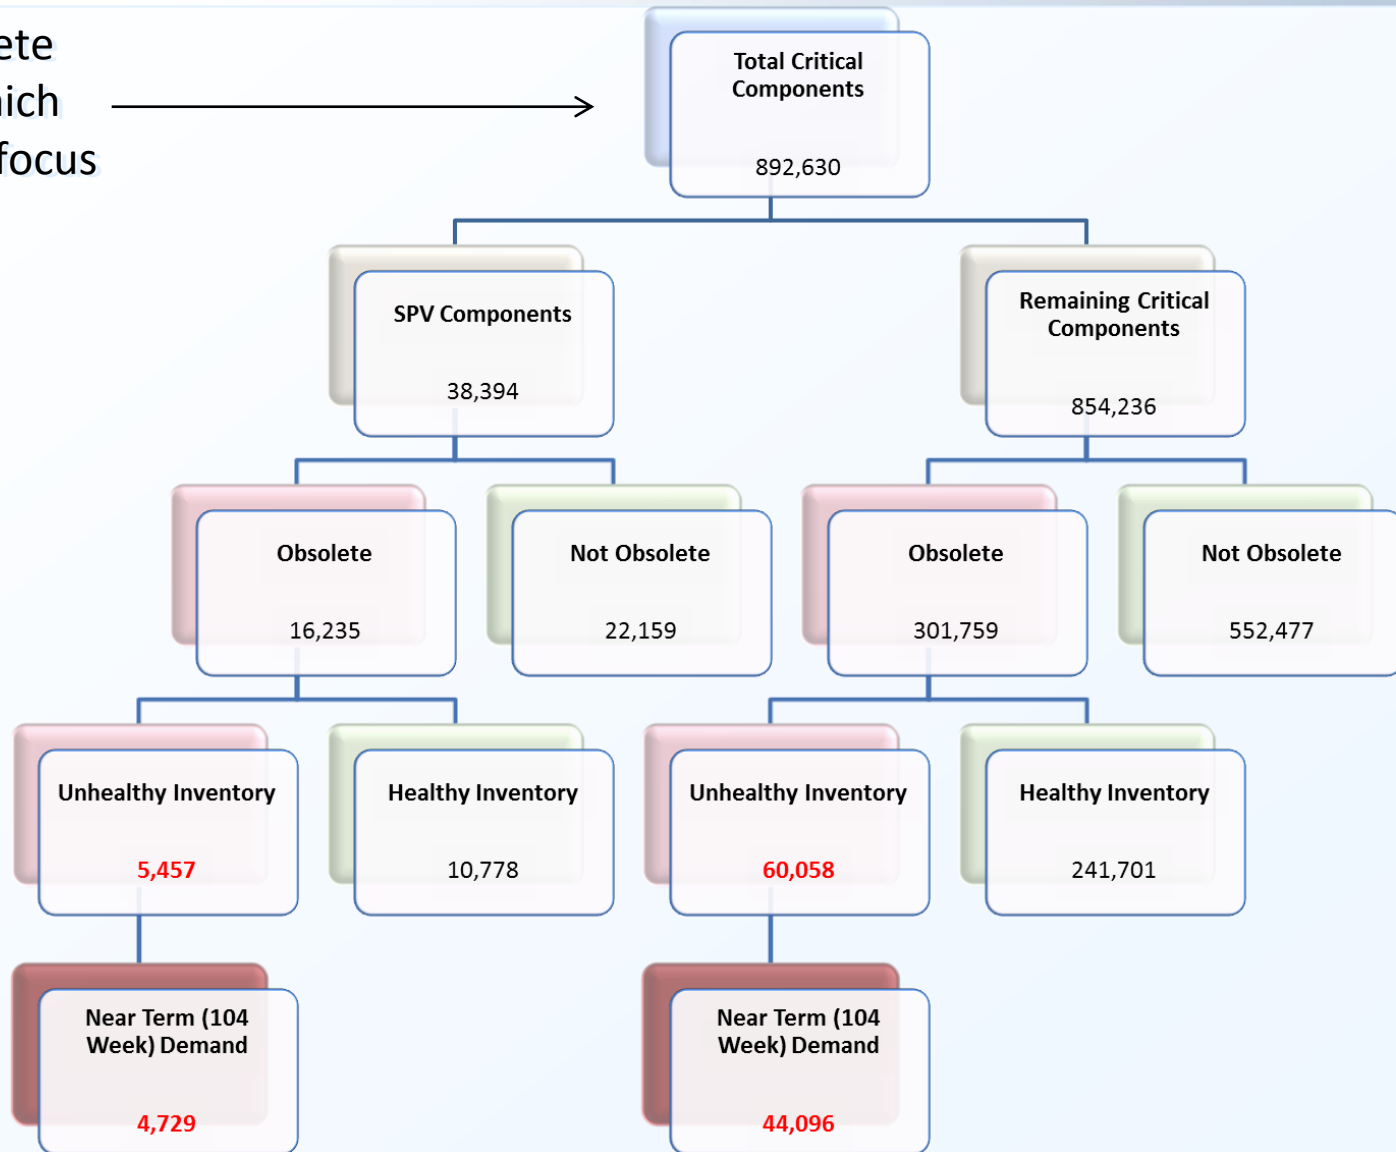 focus
Total Critical
Components
892,630
SPV Components
38,394
Remaining Critical
Components
854,236
Obsolete
16,235
Not Obsolete
22,159
Obsolete
301,759
Not Obsolete
552,477
Unhealthy Inventory
5,457
Healthy Inventory
10,778
Unhealthy Inventory
60,058
Healthy Inventory
241,701
Near Term (104
Week) Demand
4,729
Near Term (104
Week) Demand
44,096